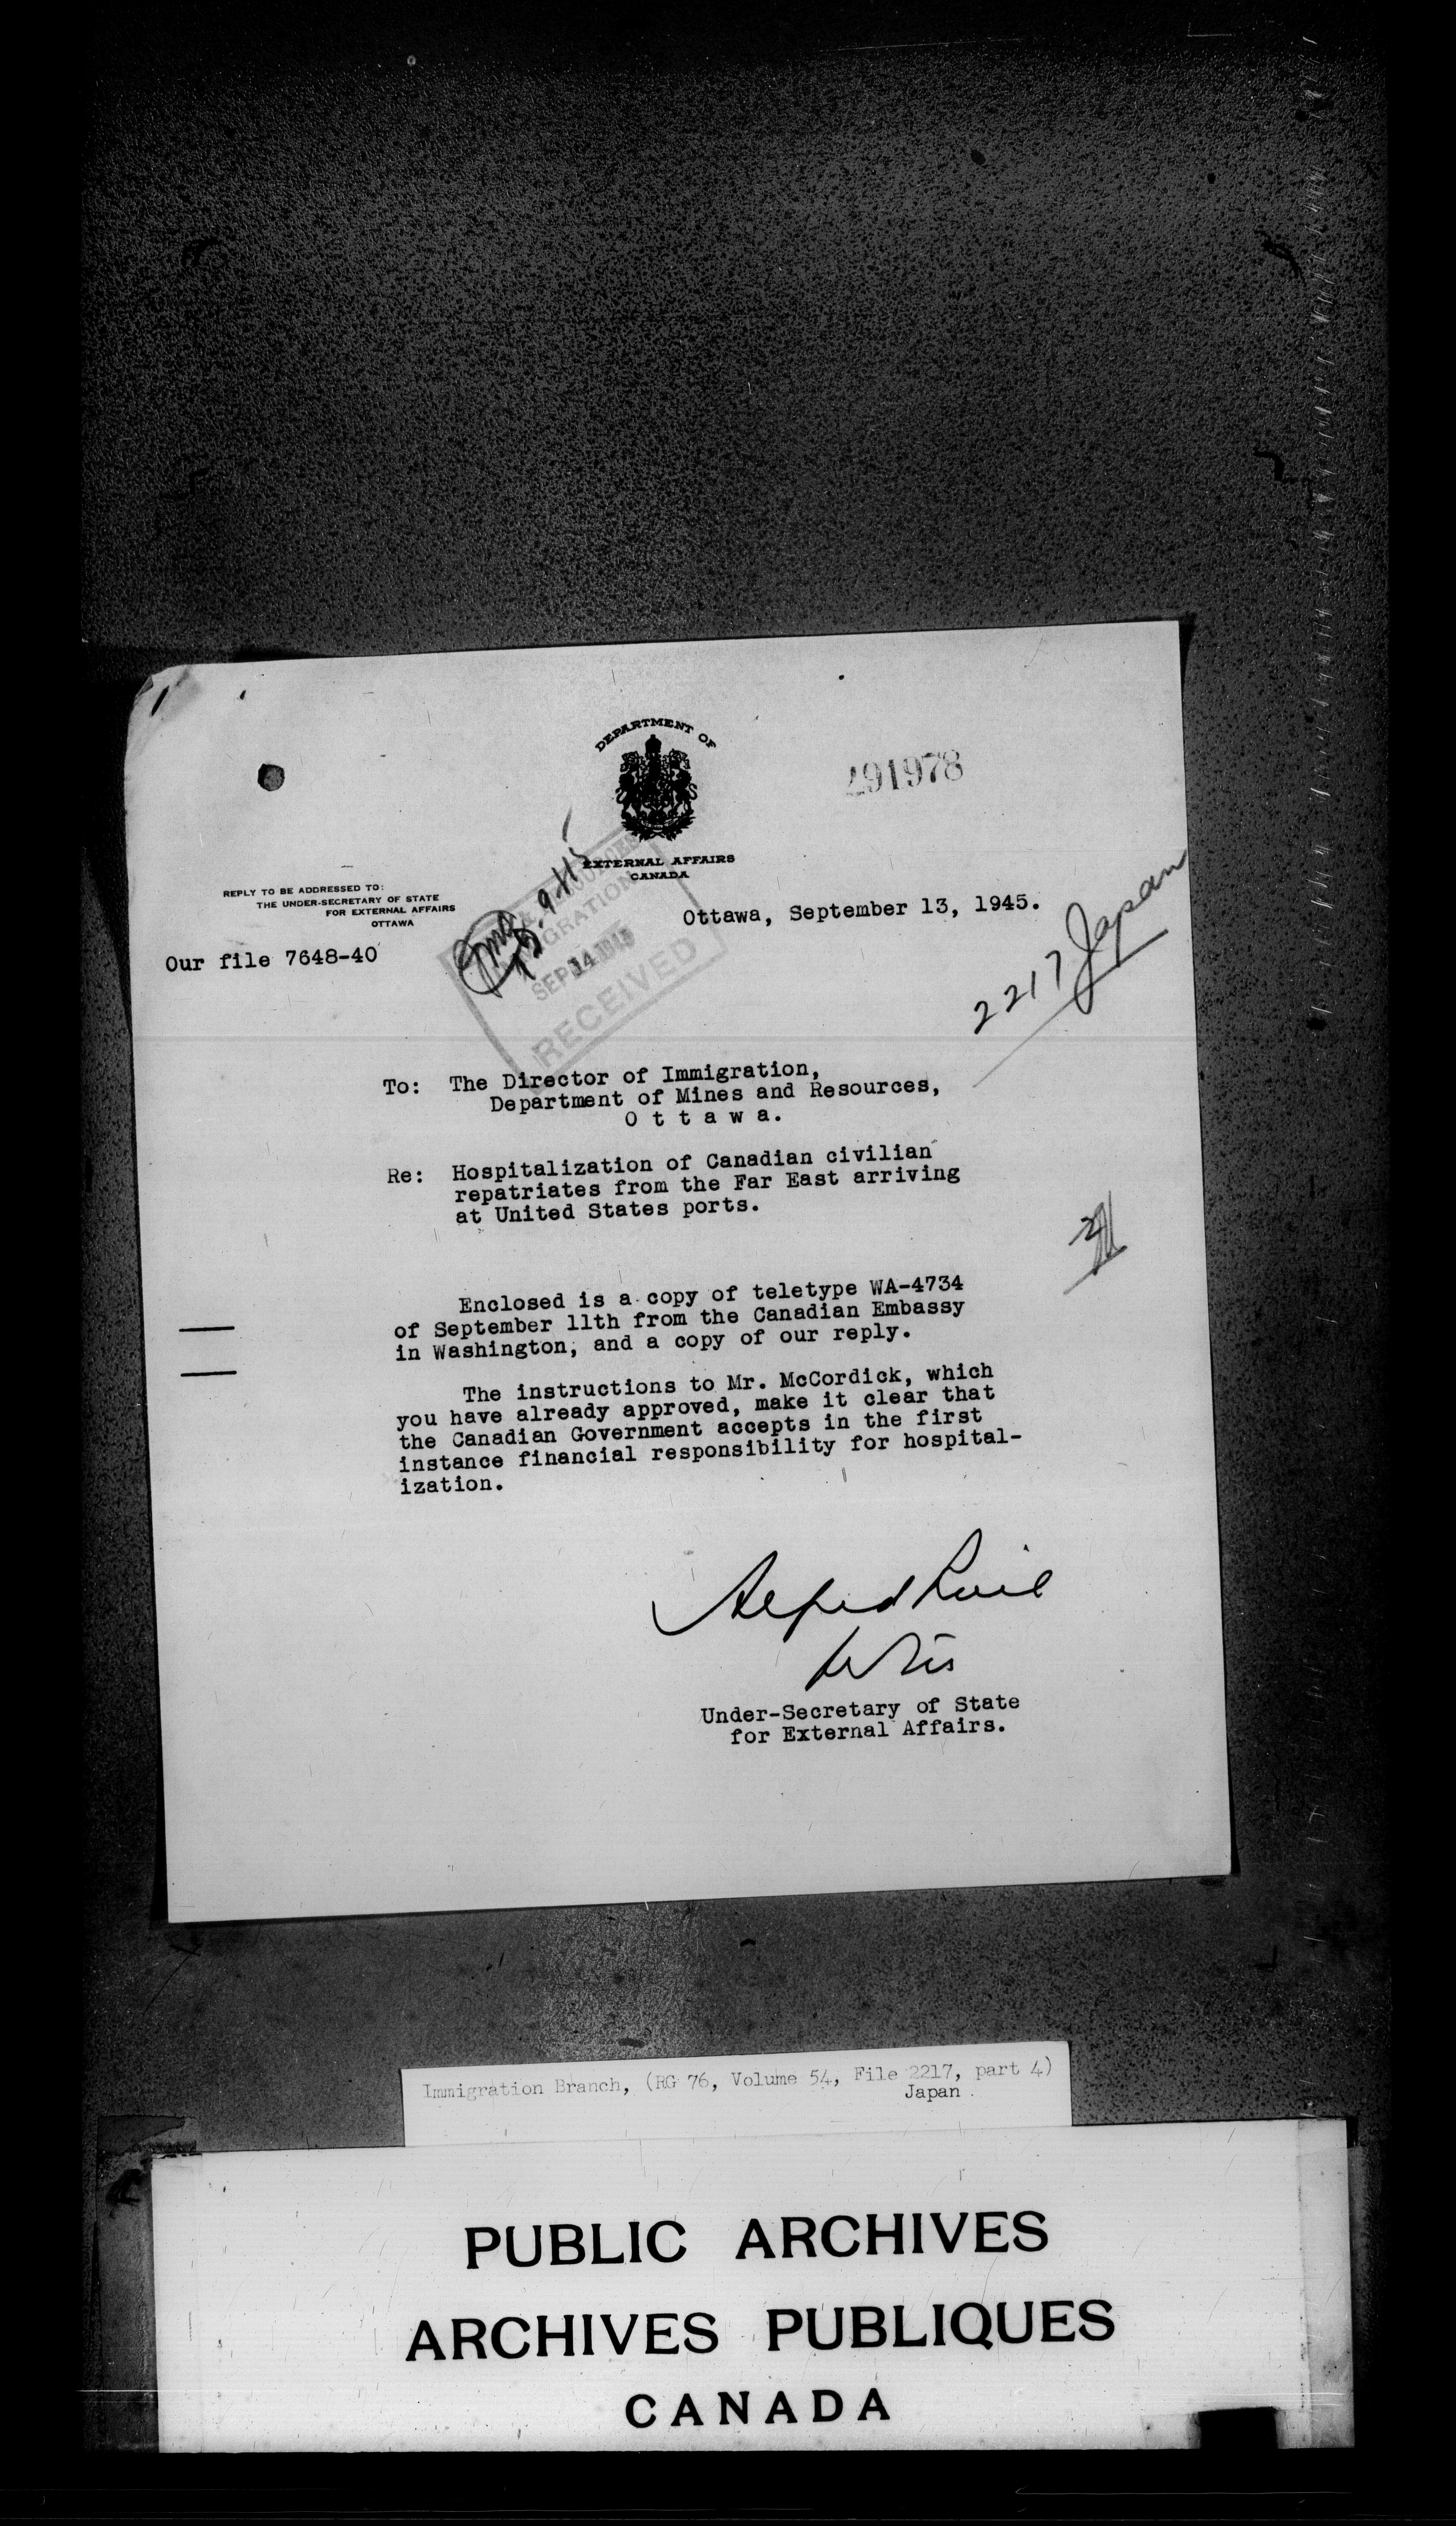 DEPARTMENT OF
EXTERNAL AFFAIRS
CANADA
491978
REPLY TO BE ADDRESSED TO:
THE UNDER-SECRETARY OF STATE
FOR EXTERNAL AFFAIRS
OTTAWA
Ottawa, September 13, 1945.
Our file 7648-40
IMMIGRATION
SEP 14 1945
RECEIVED
2217 Japan
To: The Director of Immigration,
Department of Mines and Resources,
O t t a w a.
Re: Hospitalization of Canadian civilian
repatriates from the Far East arriving
at United States ports.
Enclosed is a copy of teletype WA-4734
of September 11th from the Canadian Embassy
in Washington, and a copy of our reply.
The instructions to Mr. McCordick, which
you have already approved, make it clear that
the Canadian Government accepts in the first
instance financial responsibility for hospital-
ization.
Under-Secretary of State
for External Affairs.
Immigration Branch, (RG 76, Volume 54, File 2217, part 4)
Japan
PUBLIC ARCHIVES
ARCHIVES PUBLIQUES
CANADA